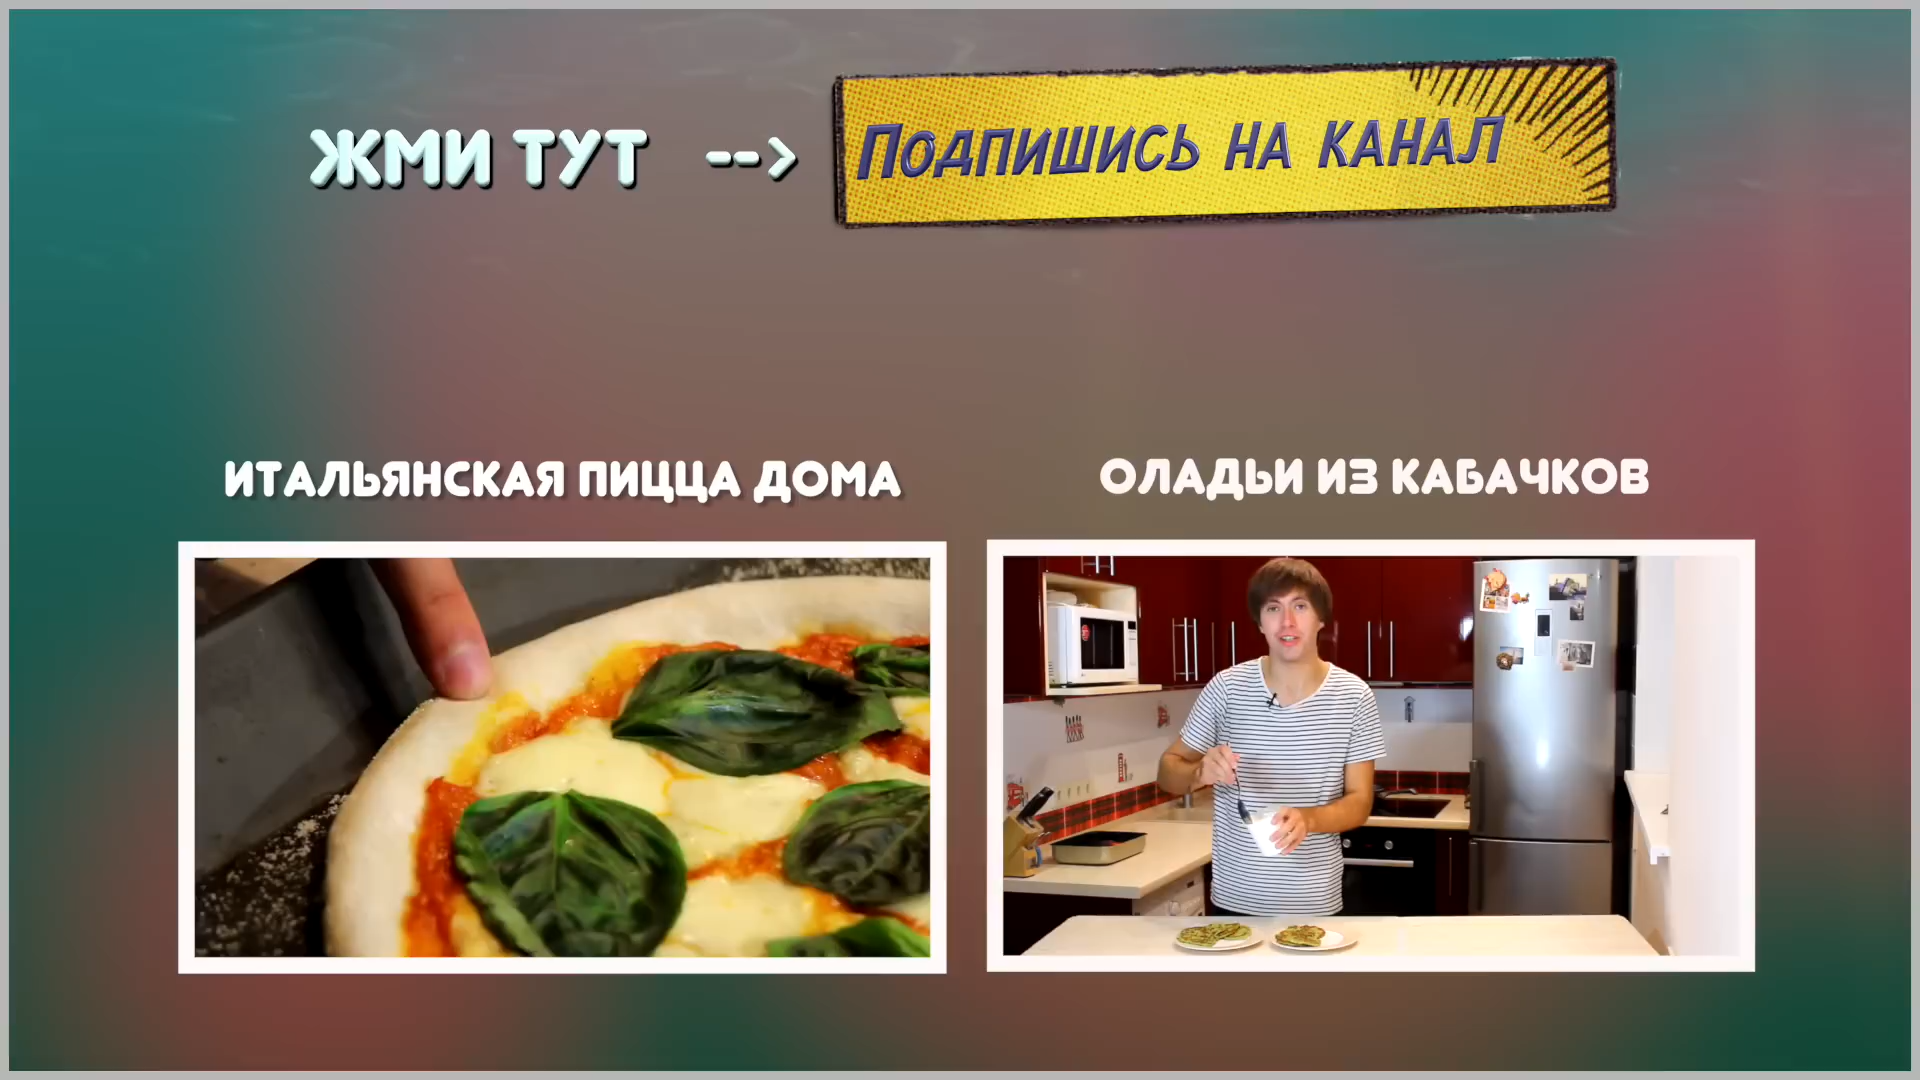 ЖМИ ТУТ --> Подпишись на канал
ИТАЛЬЯНСКАЯ ПИЦЦА ДОМА
ОЛАДЬИ ИЗ КАБАЧКОВ